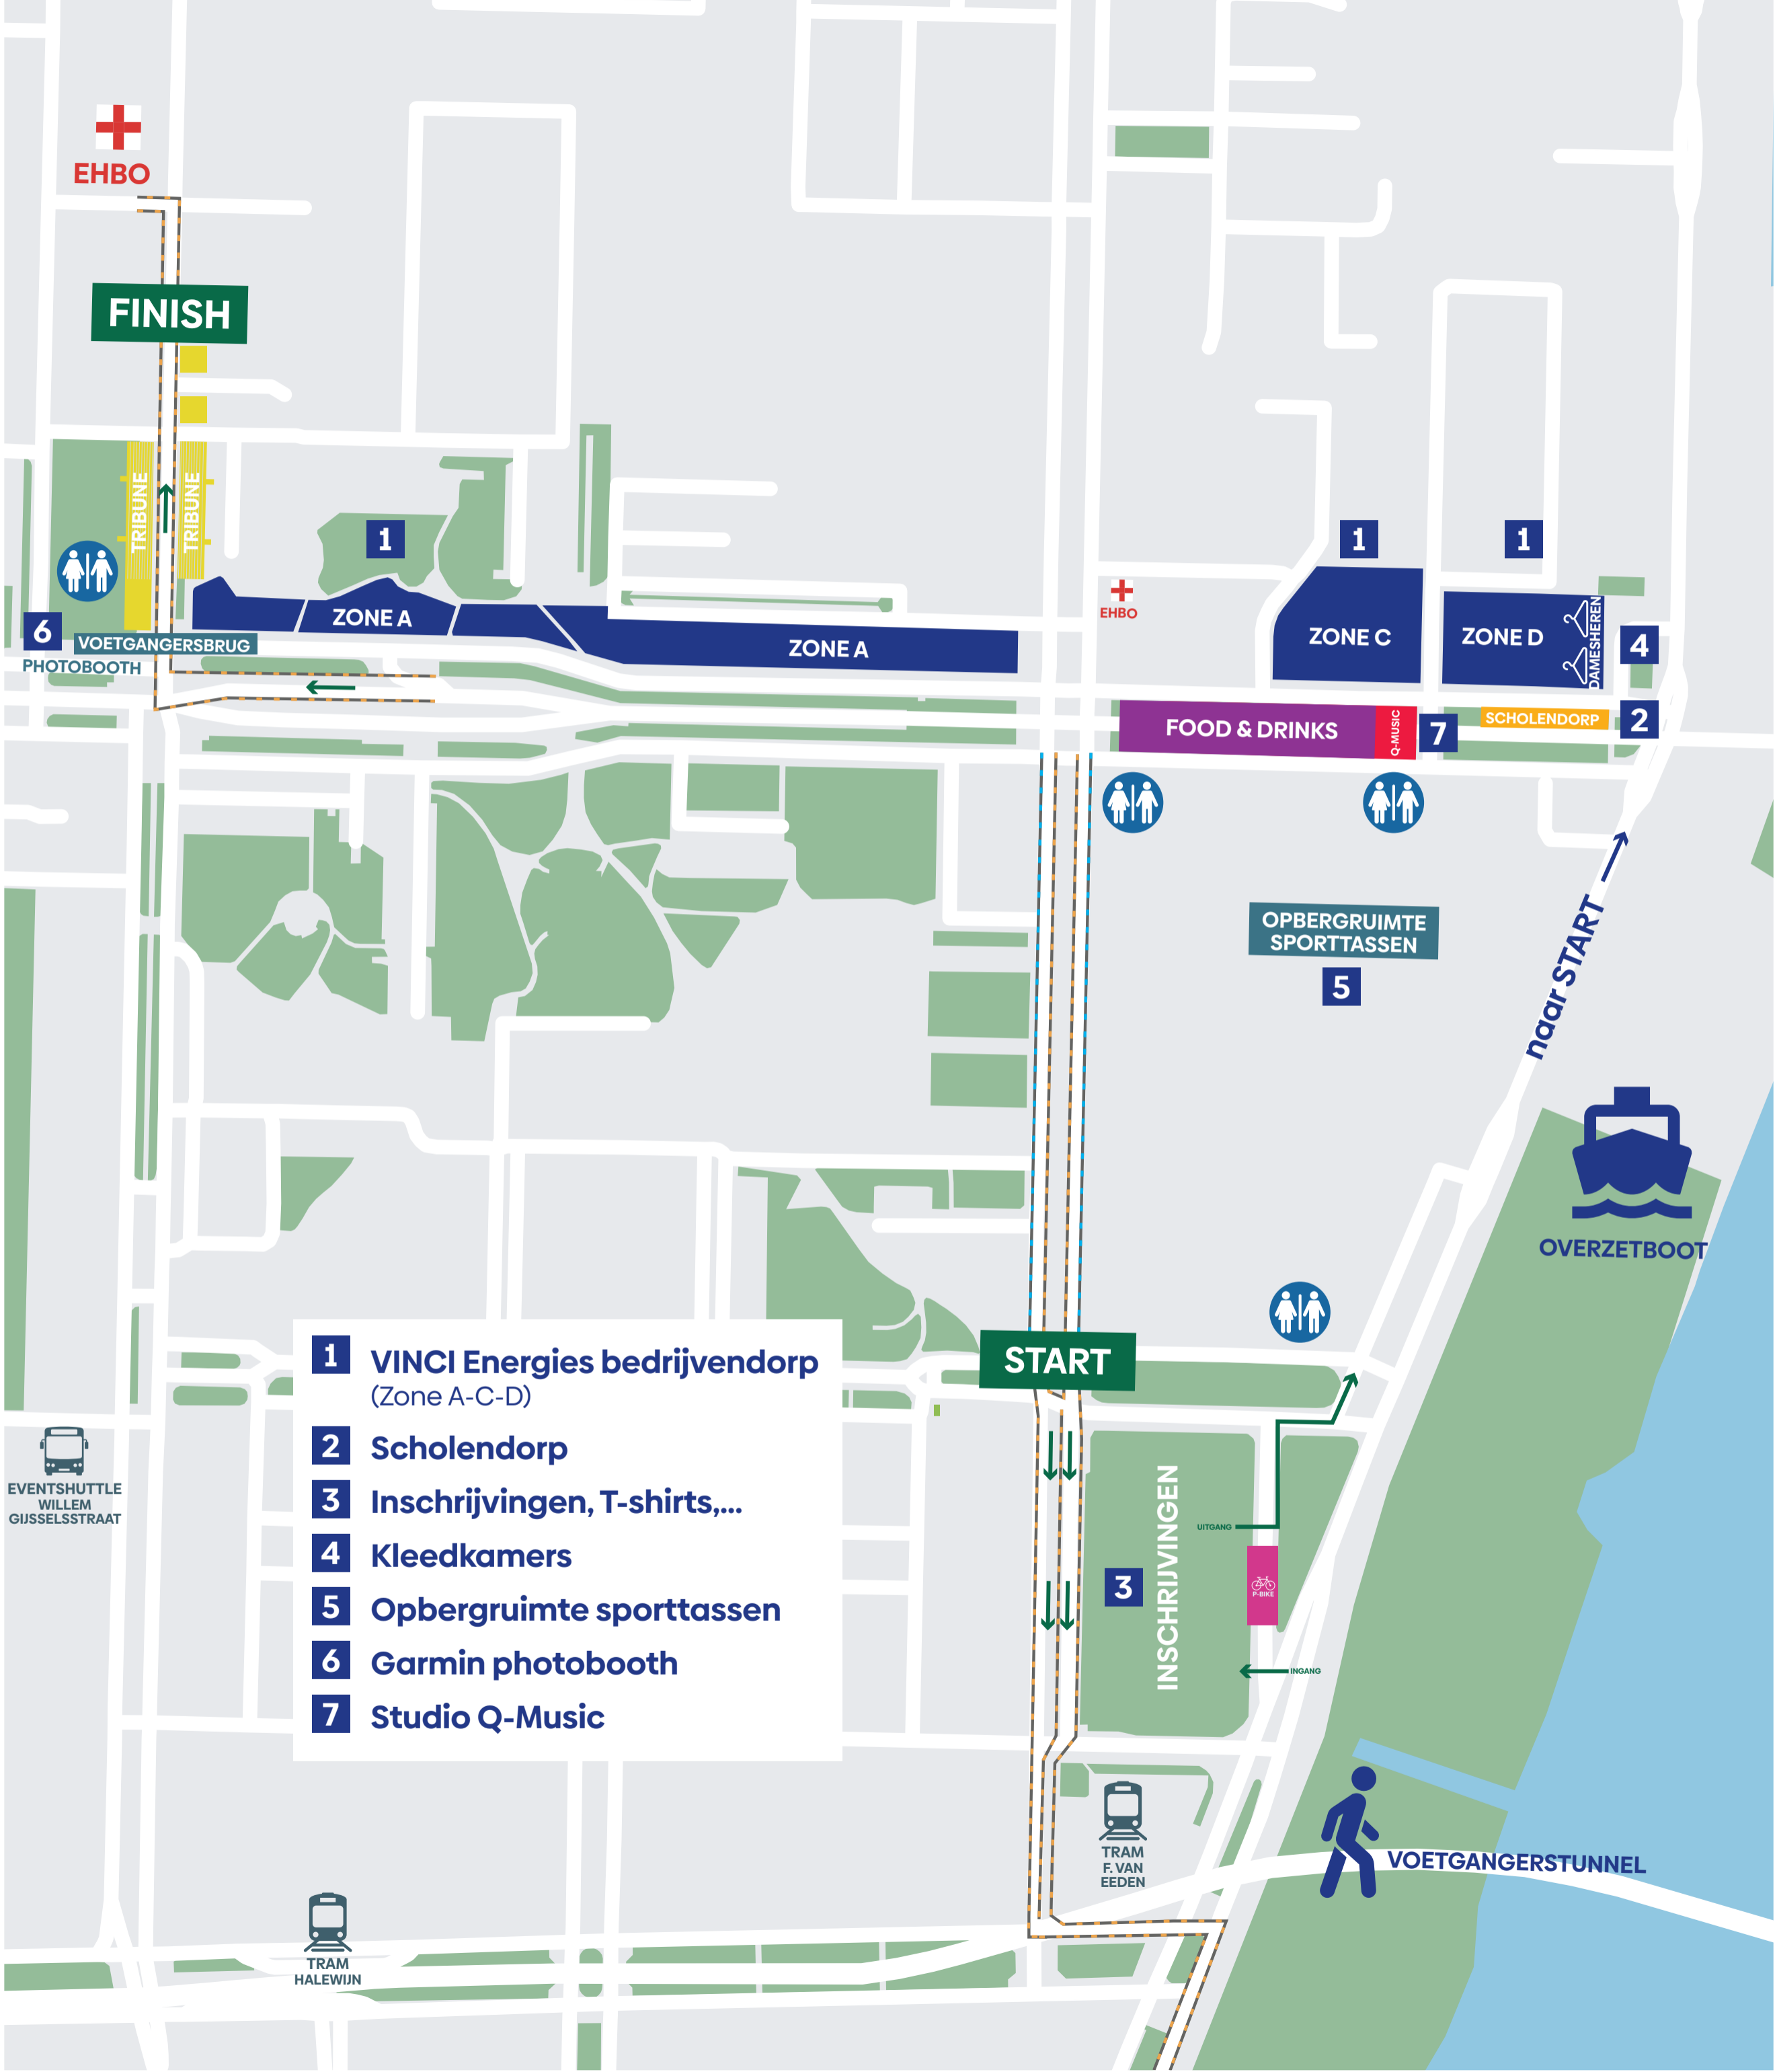 EHBO
FINISH
TRIBUNE
TRIBUNE
1
1
1
ZONE A
ZONE A
EHBO
ZONE C
ZONE D
DAMES
HEREN
4
6
VOETGANGERSBRUG
PHOTOBOOTH
FOOD & DRINKS
Q-MUSIC
7
SCHOLENDORP
2
OPBERGRUIMTE
SPORTTASSEN
5
naar START
OVERZETBOOT
START
1 VINCI Energies bedrijvendorp
(Zone A-C-D)
2 Scholendorp
3 Inschrijvingen, T-shirts,...
4 Kleedkamers
5 Opbergruimte sporttassen
6 Garmin photobooth
7 Studio Q-Music
EVENTSHUTTLE
WILLEM
GIJSSELSSTRAAT
UITGANG
INSCHRIJVINGEN
3
P-BIKE
INGANG
TRAM
F. VAN
EEDEN
VOETGANGERSTUNNEL
TRAM
HALEWIJN